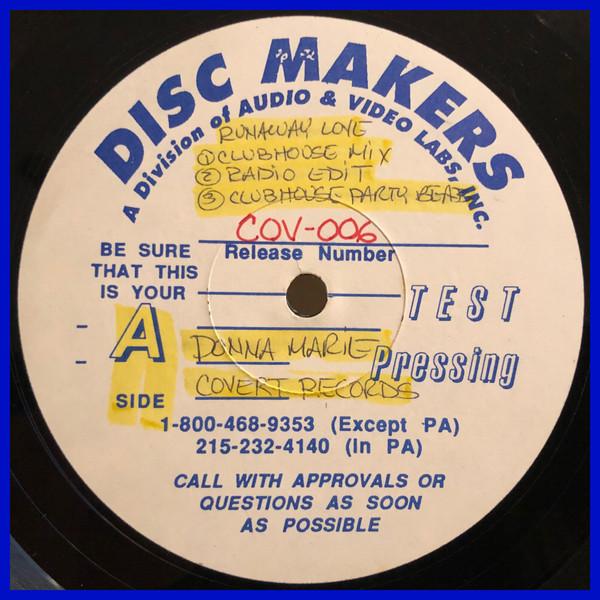 DISC MAKERS
A Division of AUDIO & VIDEO LABS, INC.
RUNAWAY LOVE
① CLUBHOUSE MIX
② RADIO EDIT
③ CLUBHOUSE PARTY BEATS
COV-006
Release Number
BE SURE
THAT THIS
IS YOUR
A
SIDE
TEST
Pressing
DONNA MARIE
COVERT RECORDS
1-800-468-9353 (Except PA)
215-232-4140 (in PA)
CALL WITH APPROVALS OR
QUESTIONS AS SOON
AS POSSIBLE